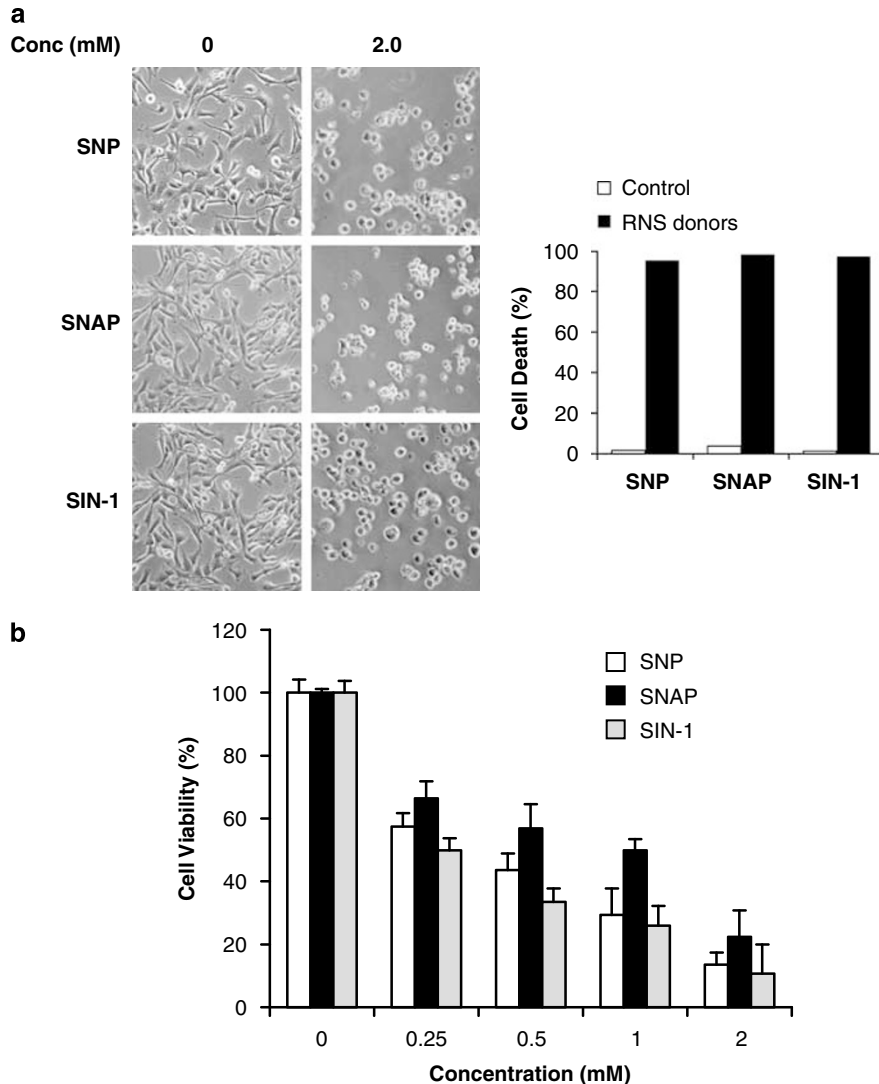 a
Conc (mM) 0 2.0
SNP
SNAP
SIN-1
Control
RNS donors
Cell Death (%)
100
80
60
40
20
0
SNP SNAP SIN-1
b
Cell Viability (%)
120
100
80
60
40
20
0
SNP
SNAP
SIN-1
0 0.25 0.5 1 2
Concentration (mM)